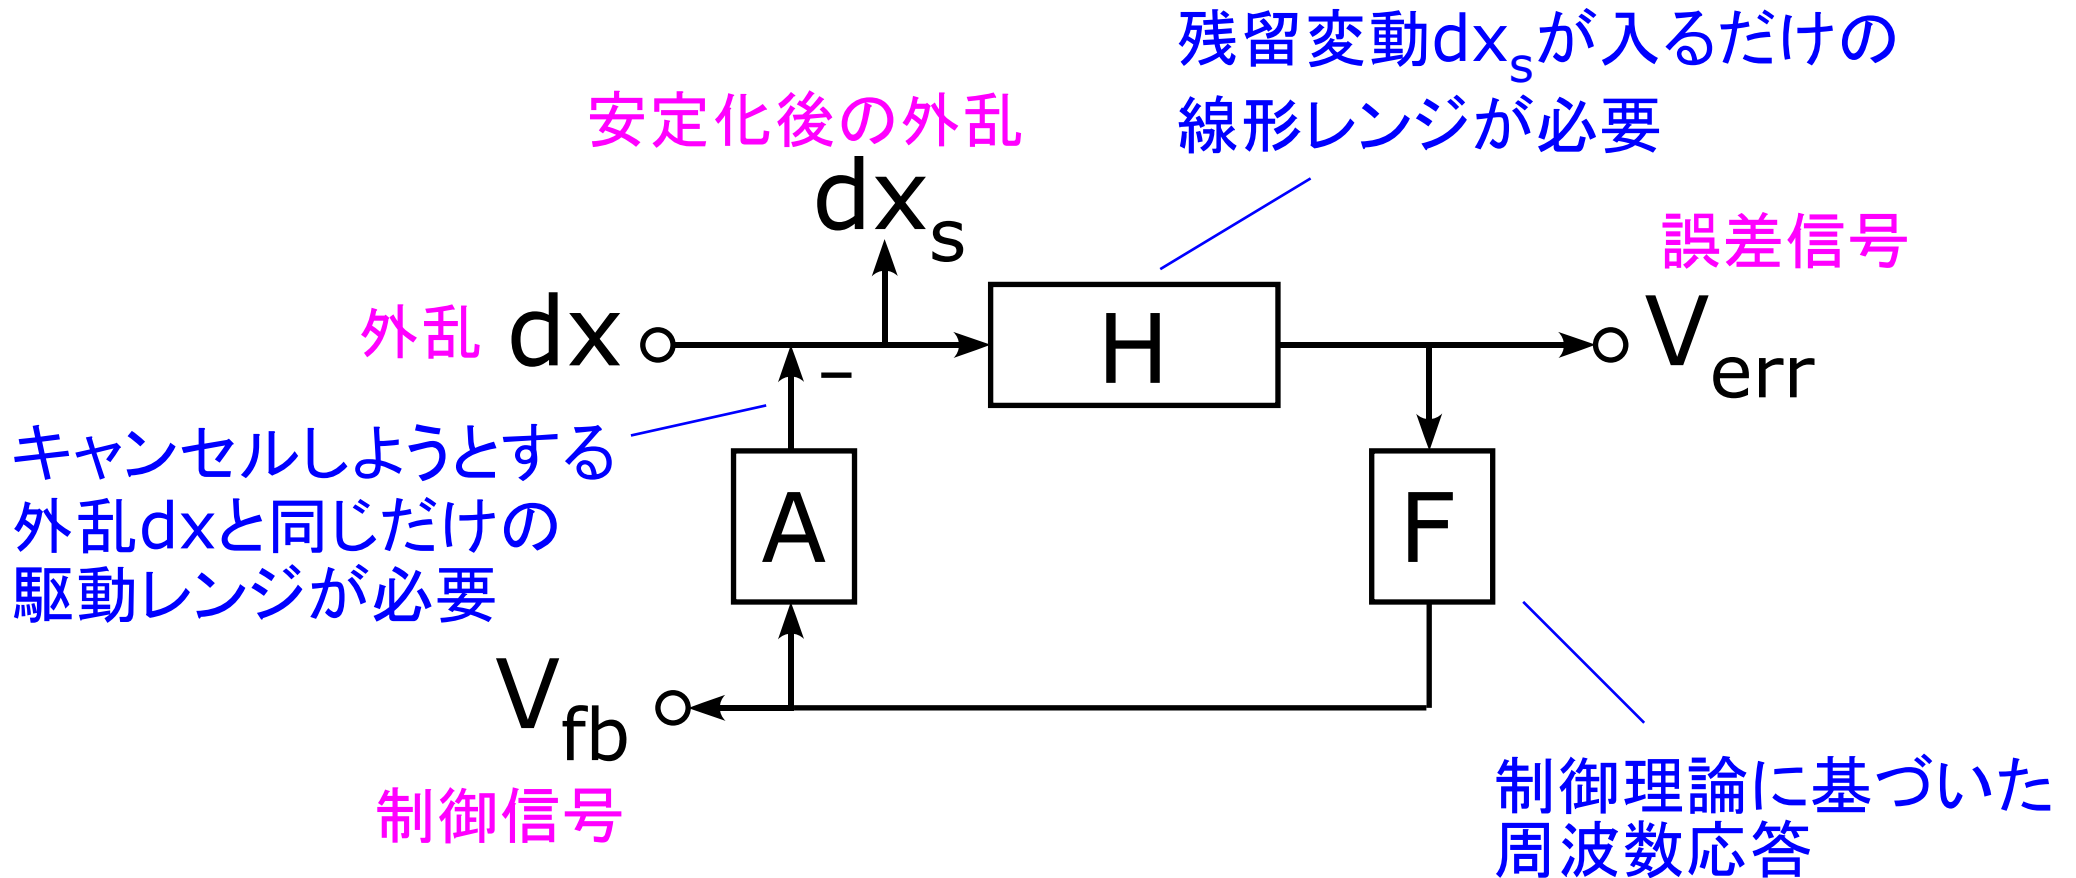 残留変動dxsが入るだけの
線形レンジが必要
安定化後の外乱
dxs
誤差信号
外乱 dx
H
Verr
–
キャンセルしようとする
外乱dxと同じだけの
駆動レンジが必要
A
F
Vfb
制御信号
制御理論に基づいた
周波数応答